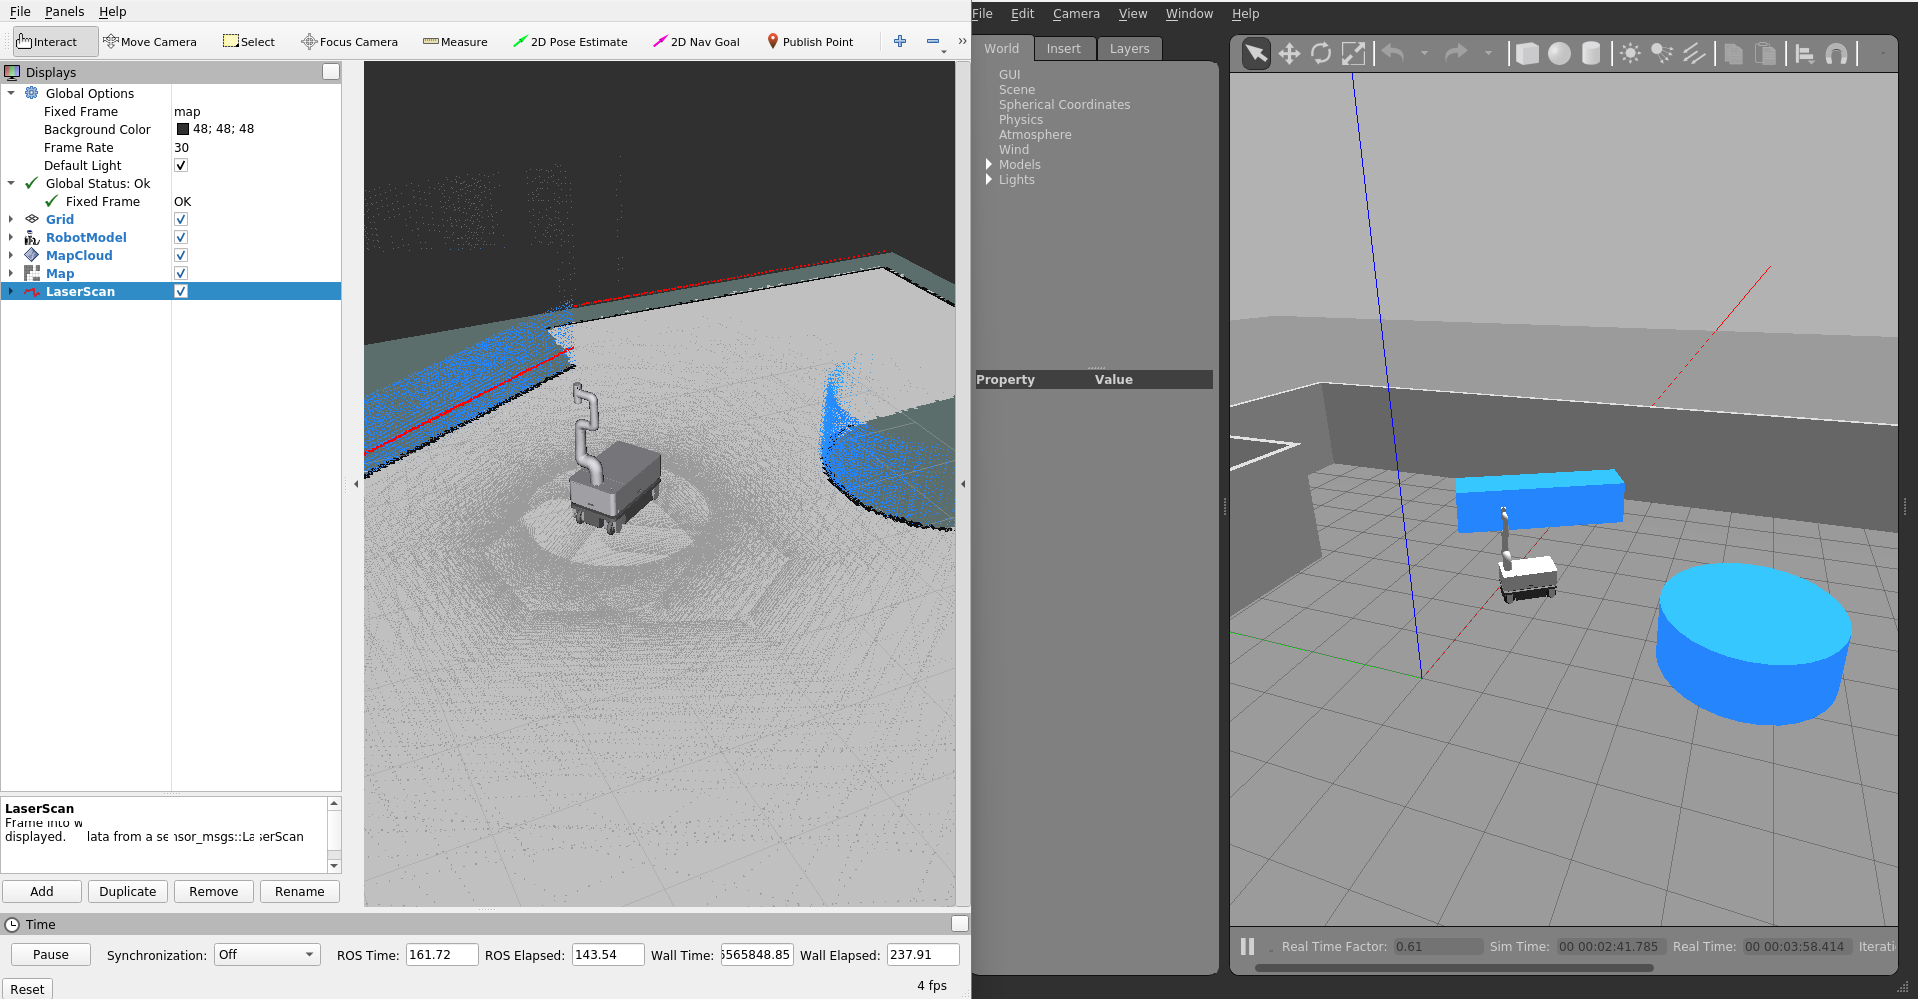 File Panels Help
Interact Move Camera Select Focus Camera Measure 2D Pose Estimate 2D Nav Goal Publish Point
Displays
Global Options
Fixed Frame map
Background Color 48; 48; 48
Frame Rate 30
Default Light
Global Status: Ok
Fixed Frame OK
Grid
RobotModel
MapCloud
Map
LaserScan
LaserScan
Frame into w
displayed. lata from a se nsor_msgs::La serScan
Add Duplicate Remove Rename
Time
Pause Synchronization: Off ROS Time: 161.72 ROS Elapsed: 143.54 Wall Time: 5565848.85 Wall Elapsed: 237.91
Reset 4 fps
File Edit Camera View Window Help
World Insert Layers
GUI
Scene
Spherical Coordinates
Physics
Atmosphere
Wind
Models
Lights
Property Value
Real Time Factor: 0.61 Sim Time: 00 00:02:41.785 Real Time: 00 00:03:58.414 Iterati